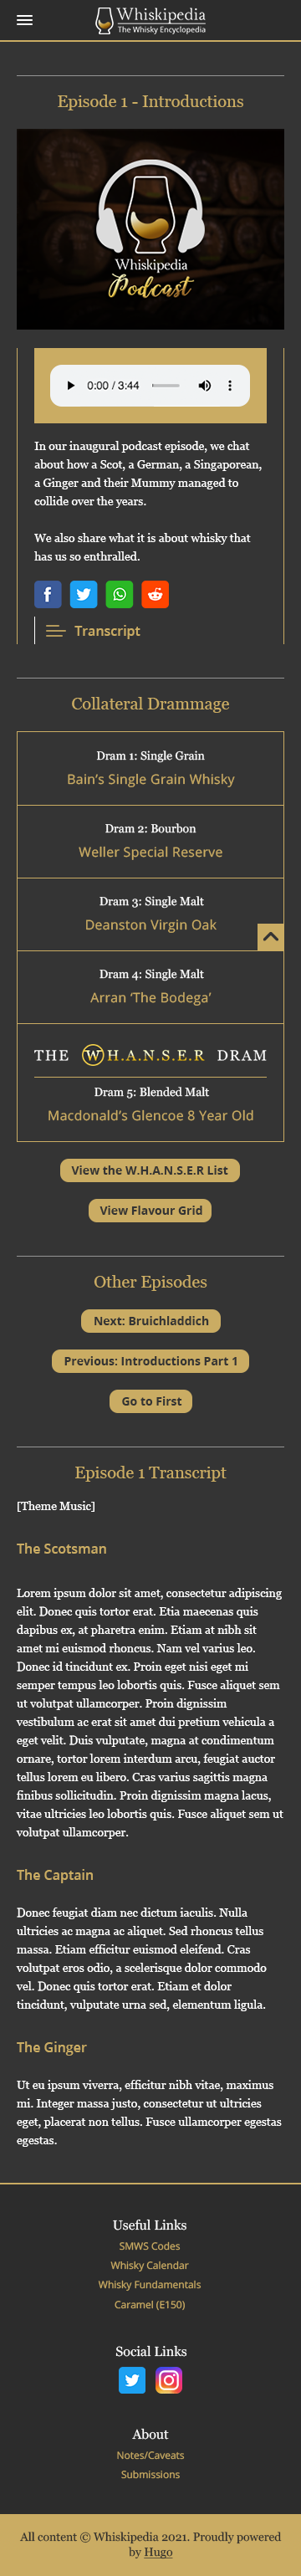 Whiskipedia
The Whisky Encyclopedia
Episode 1 - Introductions
Whiskipedia
Podcast
0:00 / 3:44
In our inaugural podcast episode, we chat
about how a Scot, a German, a Singaporean,
a Ginger and their Mummy managed to
collide over the years.
We also share what it is about whisky that
has us so enthralled.
Transcript
Collateral Drammage
Dram 1: Single Grain
Bain's Single Grain Whisky
Dram 2: Bourbon
Weller Special Reserve
Dram 3: Single Malt
Deanston Virgin Oak
Dram 4: Single Malt
Arran ‘The Bodega’
THE W.H.A.N.S.E.R DRAM
Dram 5: Blended Malt
Macdonald's Glencoe 8 Year Old
View the W.H.A.N.S.E.R List
View Flavour Grid
Other Episodes
Next: Bruichladdich
Previous: Introductions Part 1
Go to First
Episode 1 Transcript
[Theme Music]
The Scotsman
Lorem ipsum dolor sit amet, consectetur adipiscing
elit. Donec quis tortor erat. Etia maecenas quis
dapibus ex, at pharetra enim. Etiam at nibh sit
amet mi euismod rhoncus. Nam vel varius leo.
Donec id tincidunt ex. Proin eget nisi eget mi
semper tempus leo lobortis quis. Fusce aliquet sem
ut volutpat ullamcorper. Proin dignissim
vestibulum ac erat sit amet dui pretium vehicula a
eget velit. Duis vulputate, magna at condimentum
ornare, tortor lorem interdum arcu, feugiat auctor
tellus lorem eu libero. Cras varius sagittis magna
finibus sollicitudin. Proin dignissim magna lacus,
vitae ultricies leo lobortis quis. Fusce aliquet sem ut
volutpat ullamcorper.
The Captain
Donec feugiat diam nec dictum iaculis. Nulla
ultricies ac magna ac aliquet. Sed rhoncus tellus
massa. Etiam efficitur euismod eleifend. Cras
volutpat eros odio, a scelerisque dolor commodo
vel. Donec quis tortor erat. Etiam et dolor
tincidunt, vulputate urna sed, elementum ligula.
The Ginger
Ut eu ipsum viverra, efficitur nibh vitae, maximus
mi. Integer massa justo, consectetur ut ultricies
eget, placerat non tellus. Fusce ullamcorper egestas
egestas.
Useful Links
SMWS Codes
Whisky Calendar
Whisky Fundamentals
Caramel (E150)
Social Links
About
Notes/Caveats
Submissions
All content © Whiskipedia 2021. Proudly powered
by Hugo